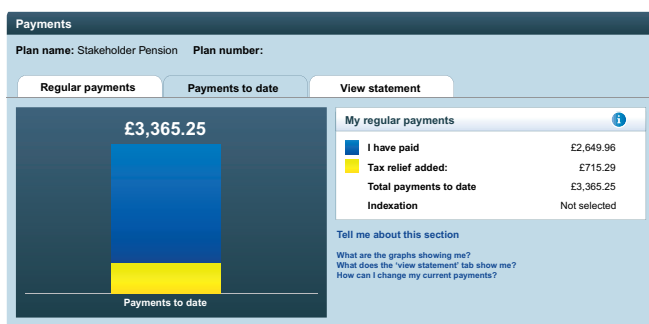 Payments
Plan name: Stakeholder Pension Plan number:
Regular payments Payments to date View statement
£3,365.25
Payments to date
My regular payments
i
I have paid £2,649.96
Tax relief added: £715.29
Total payments to date £3,365.25
Indexation Not selected
Tell me about this section
What are the graphs showing me?
What does the ‘view statement’ tab show me?
How can I change my current payments?